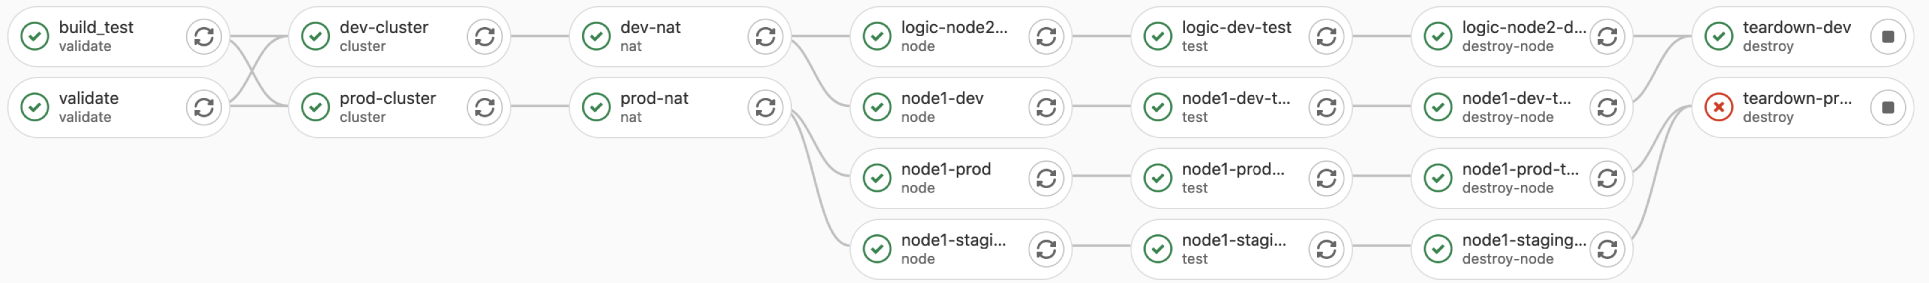 build_test
validate
dev-cluster
cluster
dev-nat
nat
logic-node2...
node
logic-dev-test
test
logic-node2-d...
destroy-node
teardown-dev
destroy
validate
validate
prod-cluster
cluster
prod-nat
nat
node1-dev
node
node1-dev-t...
test
node1-dev-t...
destroy-node
teardown-pr...
destroy
node1-prod
node
node1-prod...
test
node1-prod-t...
destroy-node
node1-stagi...
node
node1-stagi...
test
node1-staging...
destroy-node